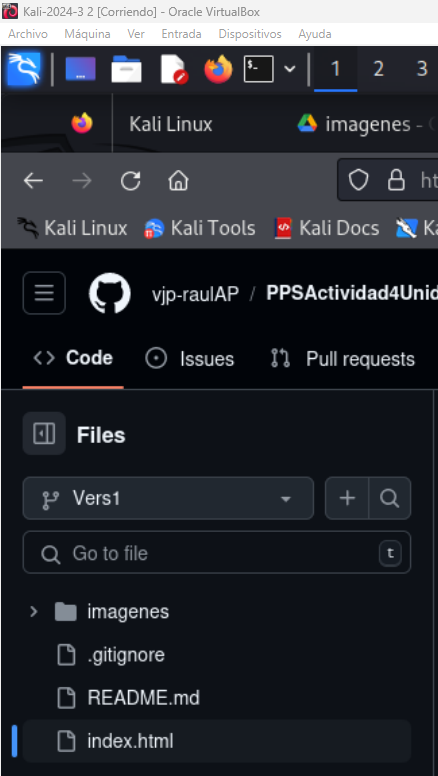 Kali-2024-3 2 [Corriendo] - Oracle VirtualBox
Archivo Máquina Ver Entrada Dispositivos Ayuda
$_ 1 2 3
Kali Linux imagenes -
ht
Kali Linux Kali Tools Kali Docs Ka
vjp-raulAP / PPSActividad4Unid
Code Issues Pull requests
Files
Vers1
Go to file t
imagenes
.gitignore
README.md
index.html